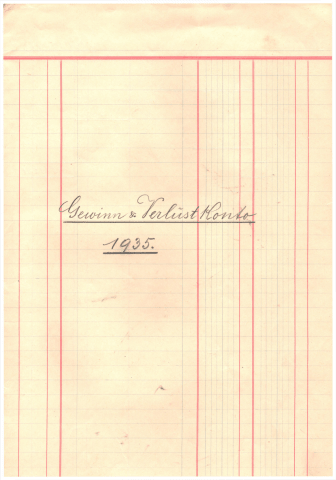 Gewinn & Verlust Konto
1935.